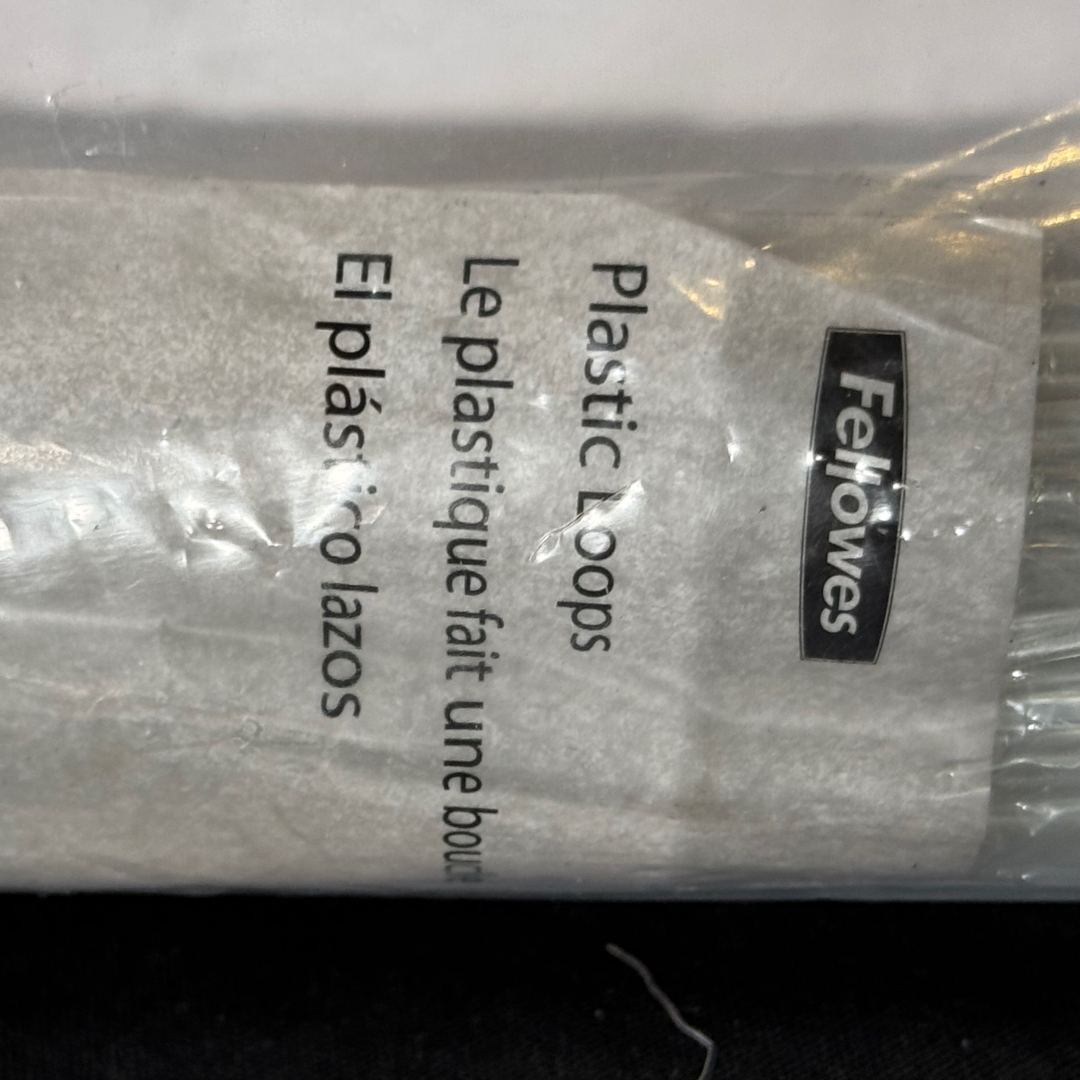 Fellowes
Plastic Loops
Le plastique fait une
El plástico lazos